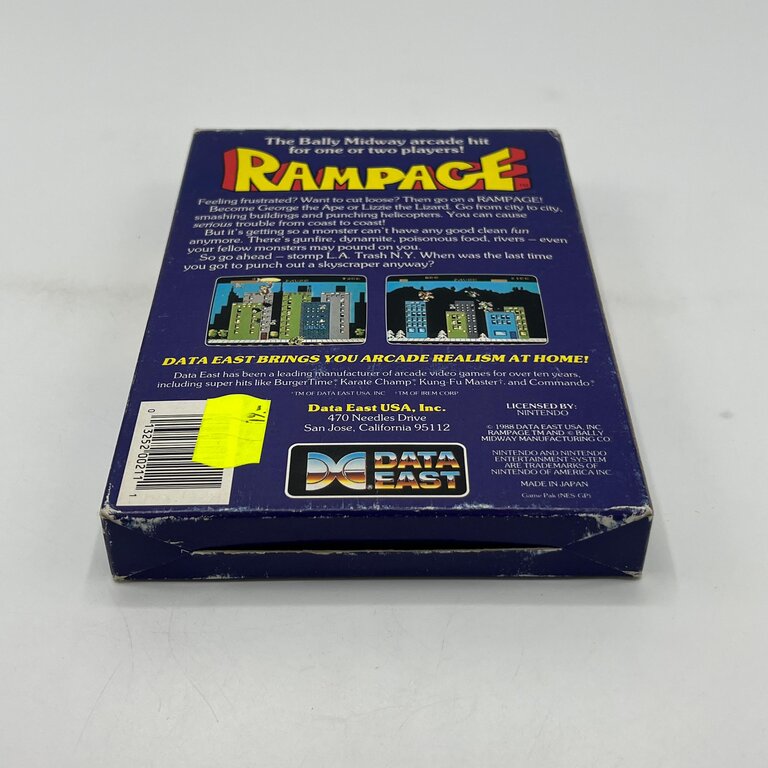 The Bally Midway arcade hit
for one or two players!
RAMPAGE™
Feeling frustrated? Want to cut loose? Then go on a RAMPAGE!
Become George the Ape or Lizzie the Lizard. Go from city to city,
smashing buildings and punching helicopters. You can cause
serious trouble from coast to coast!
But it's getting so a monster can't have any good clean fun
anymore. There's gunfire, dynamite, poisonous food, rivers – even
your fellow monsters may pound on you.
So go ahead – stomp L.A. Trash N.Y. When was the last time
you got to punch out a skyscraper anyway?
DATA EAST BRINGS YOU ARCADE REALISM AT HOME!
Data East has been a leading manufacturer of arcade video games for over ten years,
including super hits like BurgerTime,* Karate Champ,* Kung-Fu Master† and Commando.*
*TM OF DATA EAST USA, INC. †TM OF IREM CORP
Data East USA, Inc.
470 Needles Drive
San Jose, California 95112
DATA
EAST
LICENSED BY:
NINTENDO
© 1988 DATA EAST USA, INC
RAMPAGE TM AND © BALLY
MIDWAY MANUFACTURING CO
NINTENDO AND NINTENDO
ENTERTAINMENT SYSTEM
ARE TRADEMARKS OF
NINTENDO OF AMERICA INC
MADE IN JAPAN
Game Pak (NES-GP)
0 13252 00211 1